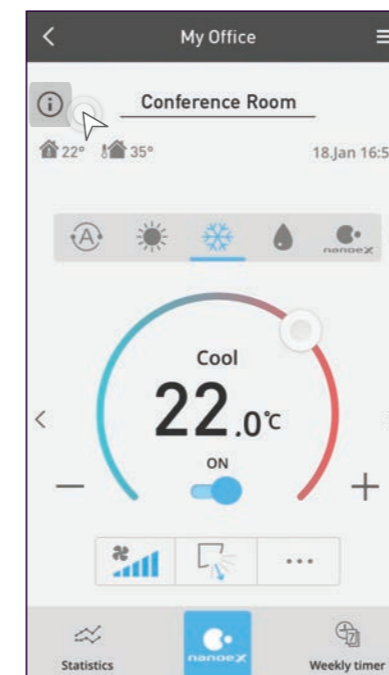 My Office
Conference Room
22° 35° 18.Jan 16:5
A nanoeX
Cool
22.0°C
ON
− +
...
Statistics nanoeX Weekly timer